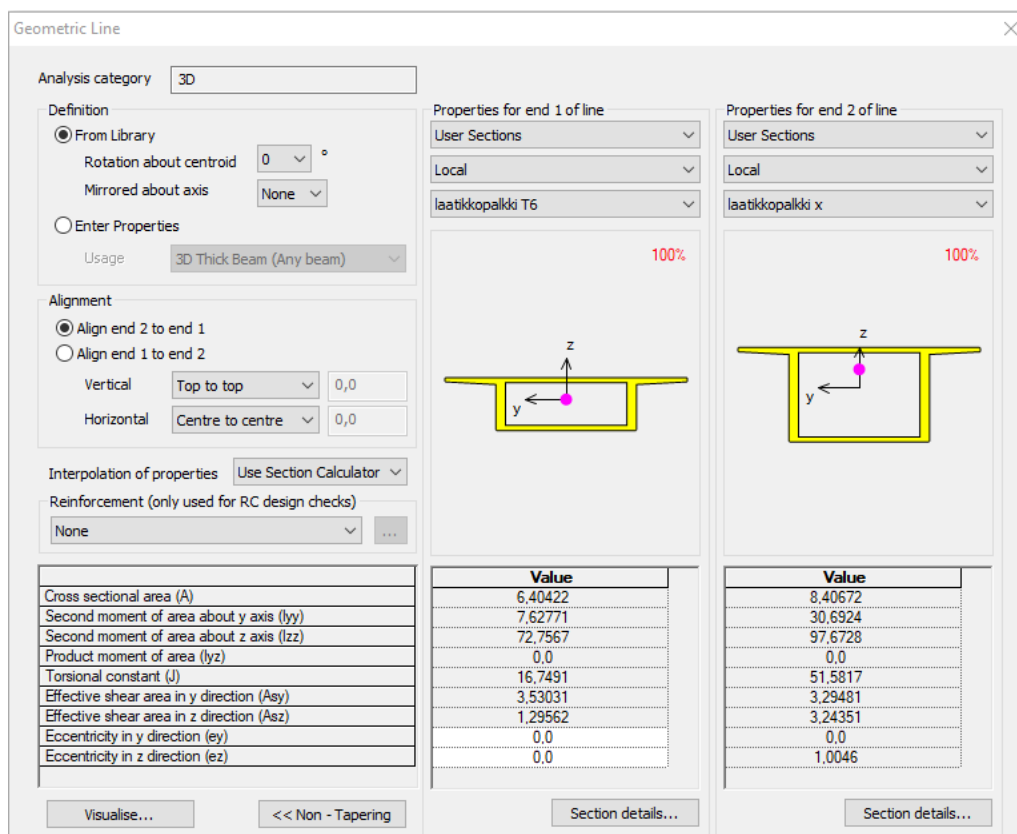 Geometric Line
Analysis category 3D
Definition
From Library
Rotation about centroid 0 °
Mirrored about axis None
Enter Properties
Usage 3D Thick Beam (Any beam)
Alignment
Align end 2 to end 1
Align end 1 to end 2
Vertical Top to top 0,0
Horizontal Centre to centre 0,0
Interpolation of properties Use Section Calculator
Reinforcement (only used for RC design checks)
None ...
Properties for end 1 of line
User Sections
Local
laatikkopalkki T6
100%
z
y
Properties for end 2 of line
User Sections
Local
laatikkopalkki x
100%
z
y
Value Value
Cross sectional area (A) 6,40422 8,40672
Second moment of area about y axis (Iyy) 7,62771 30,6924
Second moment of area about z axis (Izz) 72,7567 97,6728
Product moment of area (Iyz) 0,0 0,0
Torsional constant (J) 16,7491 51,5817
Effective shear area in y direction (Asy) 3,53031 3,29481
Effective shear area in z direction (Asz) 1,29562 3,24351
Eccentricity in y direction (ey) 0,0 0,0
Eccentricity in z direction (ez) 0,0 1,0046
Visualise... << Non - Tapering Section details... Section details...